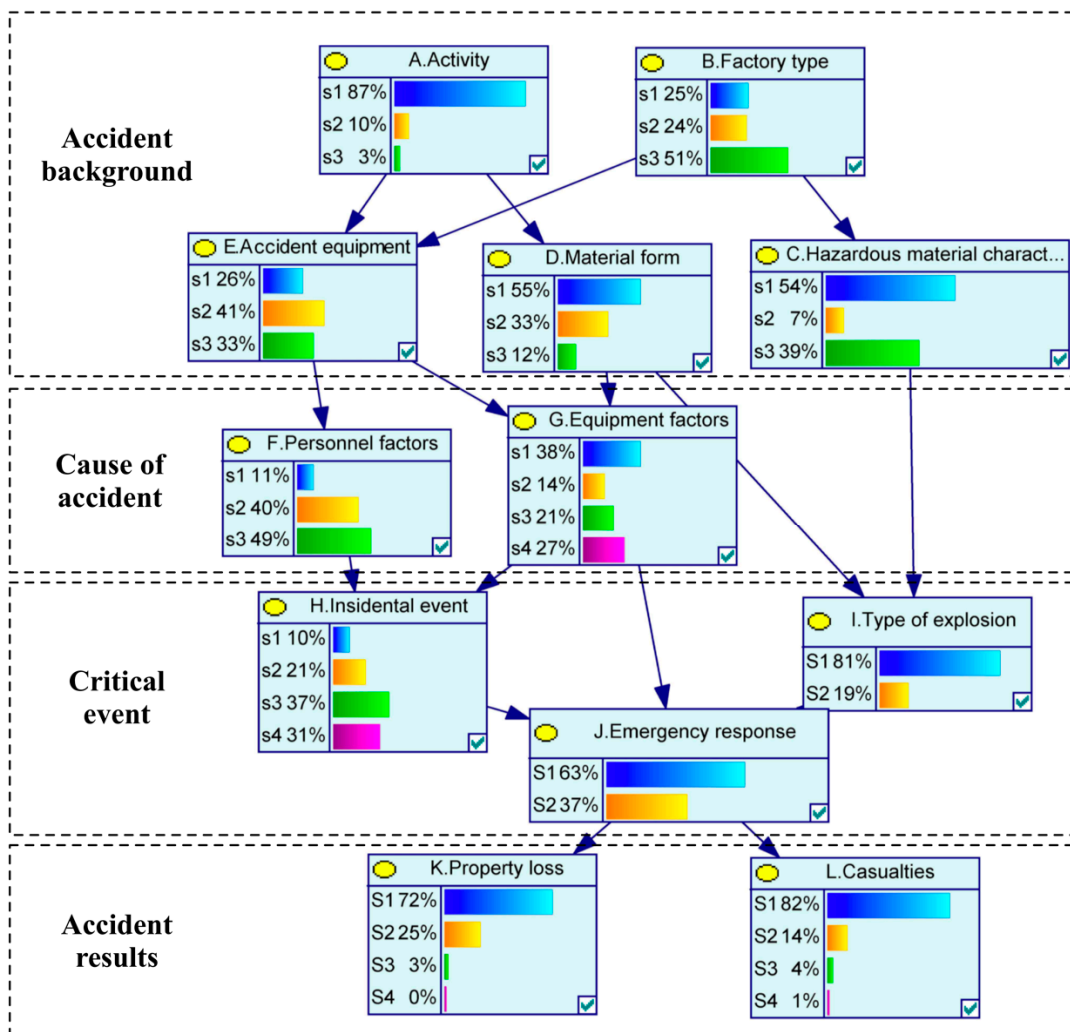 Accident
background
A.Activity
s1 87%
s2 10%
s3 3%
B.Factory type
s1 25%
s2 24%
s3 51%
E.Accident equipment
s1 26%
s2 41%
s3 33%
D.Material form
s1 55%
s2 33%
s3 12%
C.Hazardous material charact...
s1 54%
s2 7%
s3 39%
Cause of
accident
F.Personnel factors
s1 11%
s2 40%
s3 49%
G.Equipment factors
s1 38%
s2 14%
s3 21%
s4 27%
Critical
event
H.Insidental event
s1 10%
s2 21%
s3 37%
s4 31%
I.Type of explosion
S1 81%
S2 19%
J.Emergency response
S1 63%
S2 37%
Accident
results
K.Property loss
S1 72%
S2 25%
S3 3%
S4 0%
L.Casualties
S1 82%
S2 14%
S3 4%
S4 1%